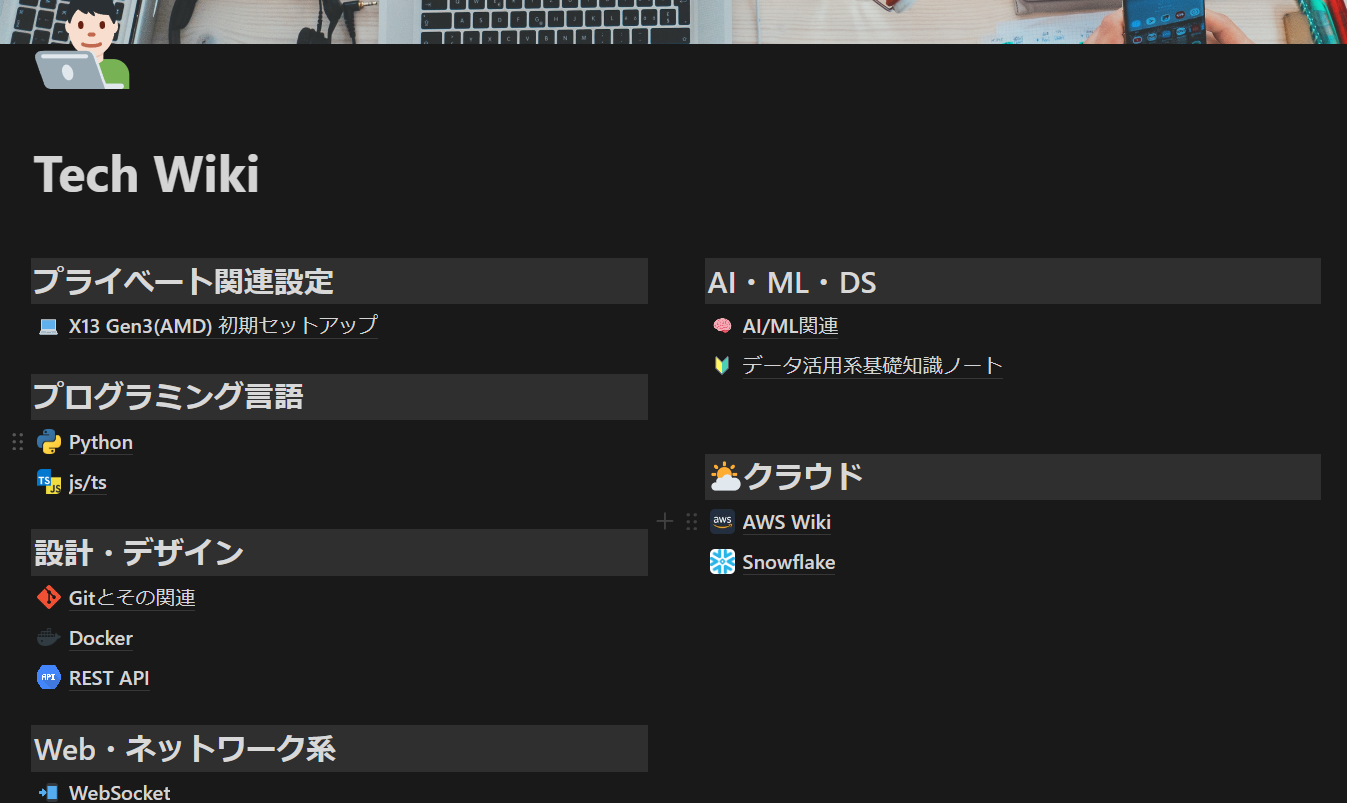 Tech Wiki
プライベート関連設定
X13 Gen3(AMD) 初期セットアップ
プログラミング言語
Python
TS
JS
js/ts
設計・デザイン
Gitとその関連
Docker
API
REST API
Web・ネットワーク系
WebSocket
AI・ML・DS
AI/ML関連
データ活用系基礎知識ノート
クラウド
aws
AWS Wiki
Snowflake